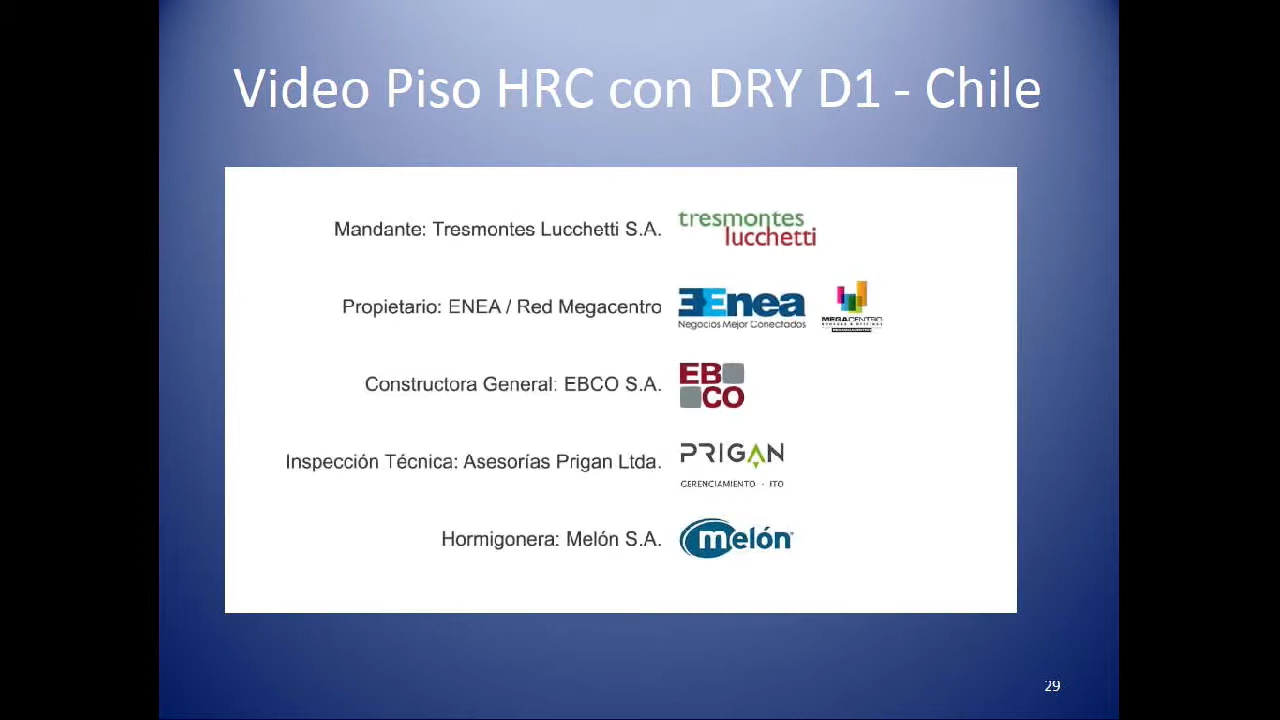 Video Piso HRC con DRY D1 - Chile
Mandante: Tresmontes Lucchetti S.A.
tresmontes
lucchetti
Propietario: ENEA / Red Megacentro
Enea
Negocios Mejor Conectados
MEGACENTRO
Constructora General: EBCO S.A.
EB
CO
Inspección Técnica: Asesorías Prigan Ltda.
PRIGAN
GERENCIAMIENTO - ITO
Hormigonera: Melón S.A.
melón
29